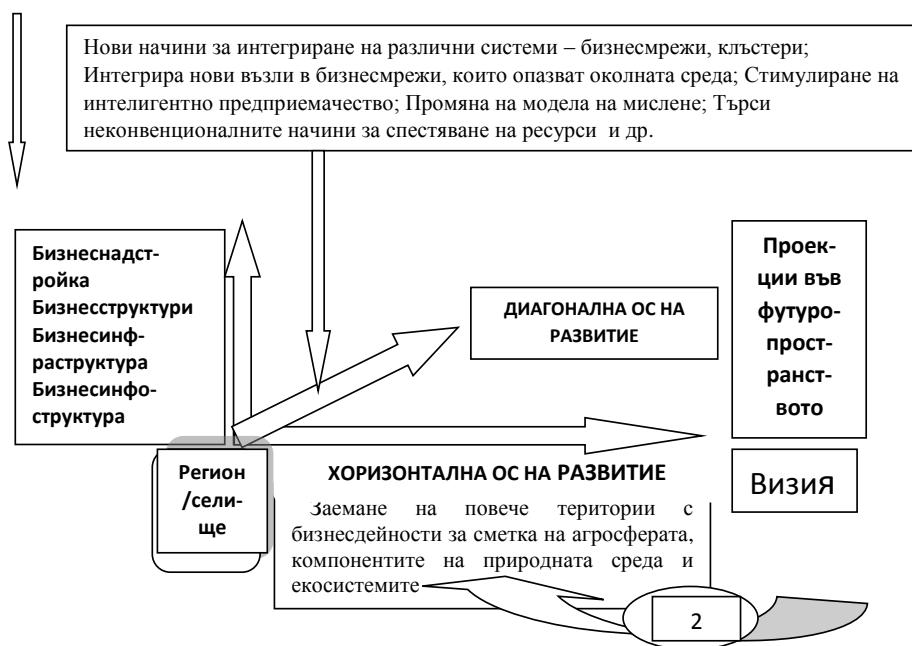 Нови начини за интегриране на различни системи – бизнесмрежи, клъстери;
Интегрира нови възли в бизнесмрежи, които опазват околната среда; Стимулиране на
интелигентно предприемачество; Промяна на модела на мислене; Търси
неконвенционалните начини за спестяване на ресурси и др.
Бизнеснадст-
ройка
Бизнесструктури
Бизнесинф-
раструктура
Бизнесинфо-
структура
ДИАГОНАЛНА ОС НА
РАЗВИТИЕ
Проек-
ции във
футуро-
прост-
ранст-
вото
Регион
/сели-
ще
ХОРИЗОНТАЛНА ОС НА РАЗВИТИЕ
Заемане на повече територии с
бизнесдейности за сметка на агросферата,
компонентите на природната среда и
екосистемите
Визия
2